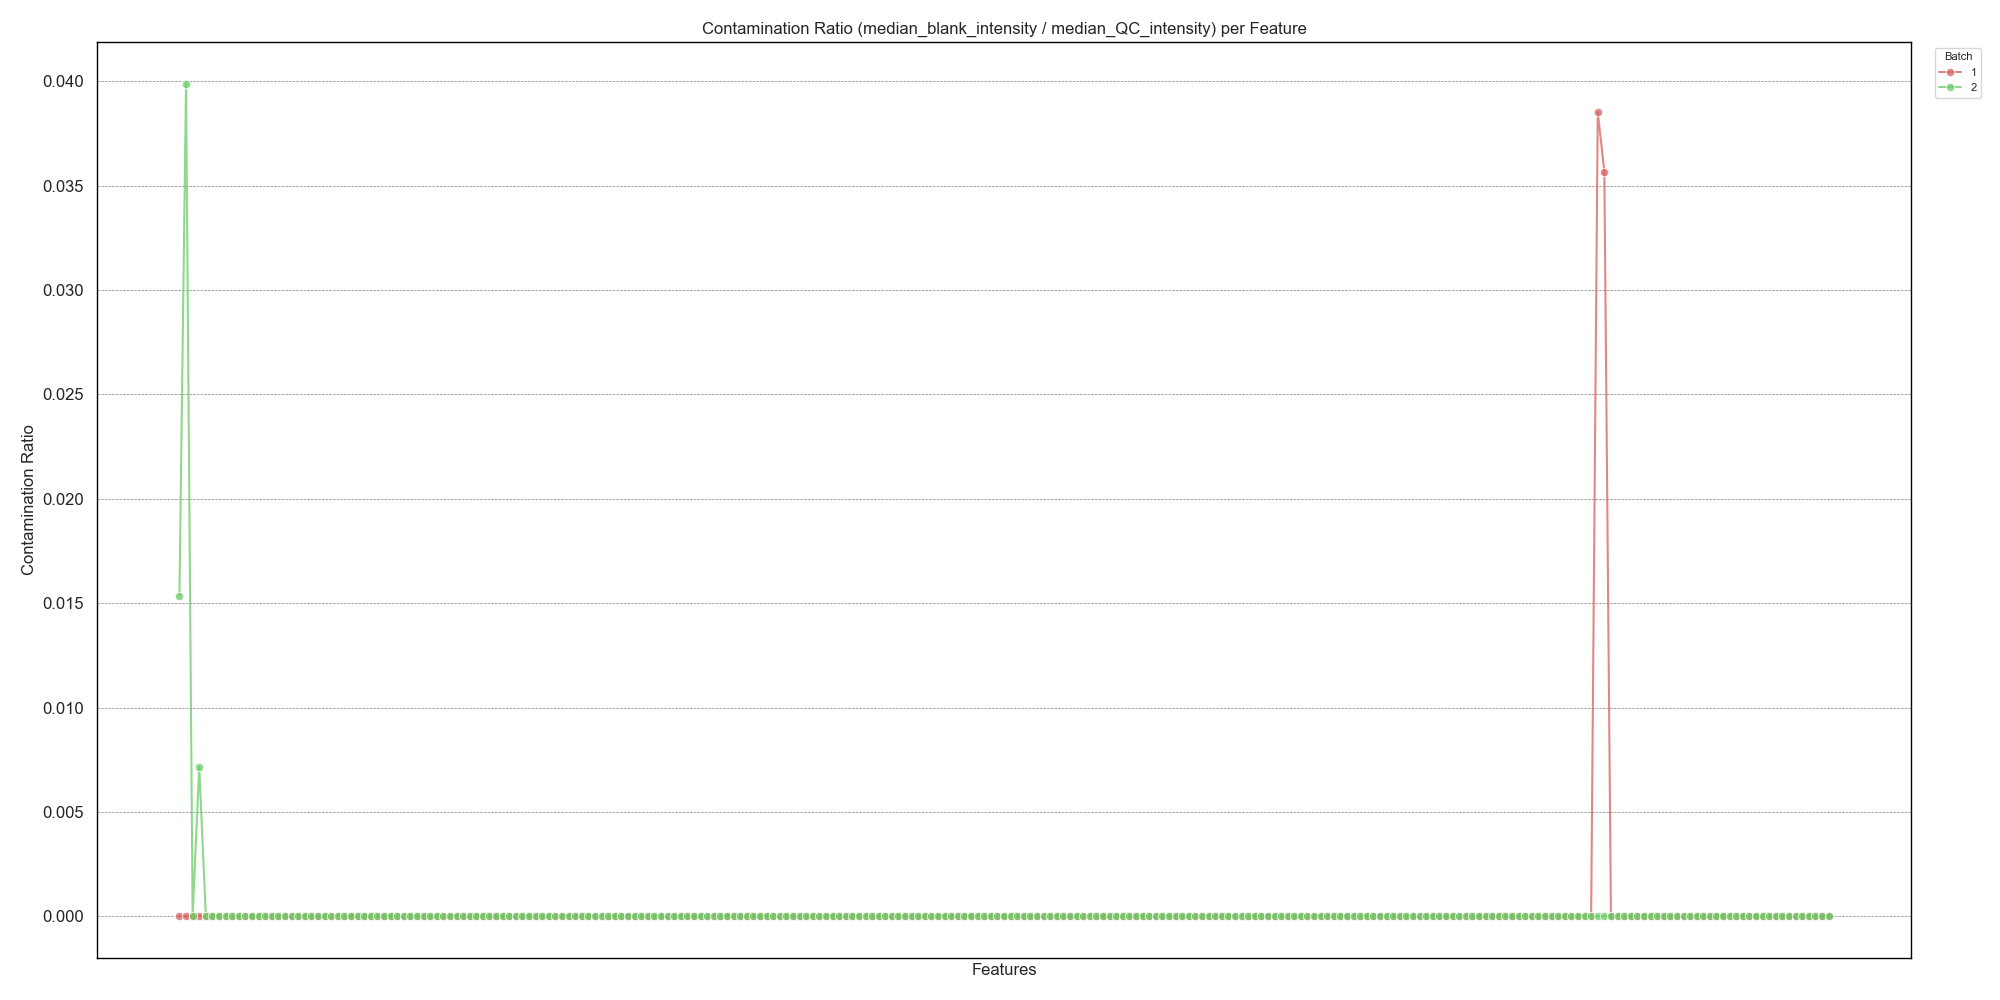 Contamination Ratio (median_blank_intensity / median_QC_intensity) per Feature
Batch
1
2
0.040
0.035
0.030
0.025
0.020
0.015
0.010
0.005
0.000
Contamination Ratio
Features